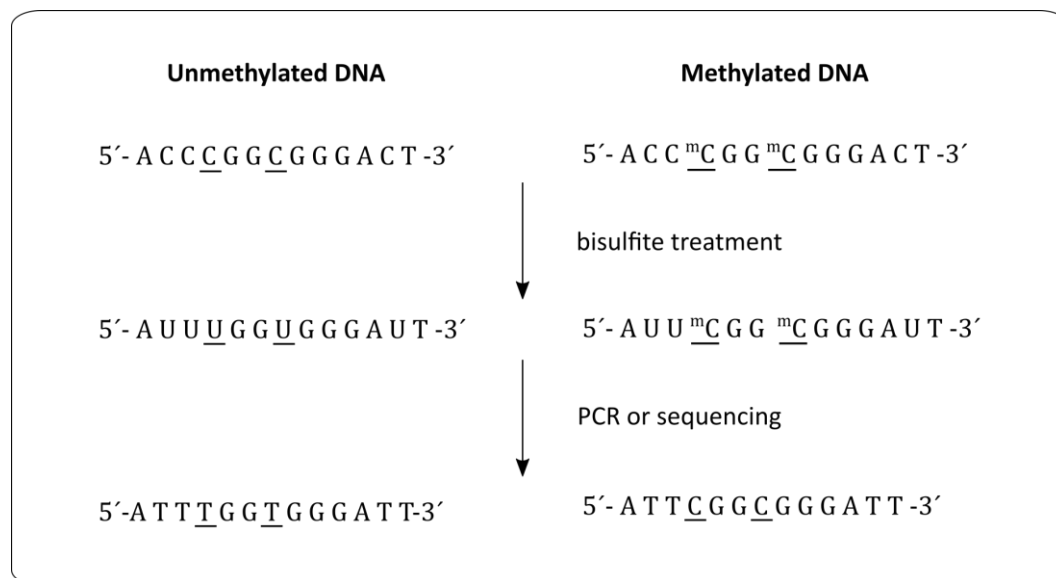 Unmethylated DNA
Methylated DNA
5´- A C C C G G C G G G A C T -3´
5´- A C C ᵐC G G ᵐC G G G A C T -3´
bisulfite treatment
5´- A U U U G G U G G G A U T -3´
5´- A U U ᵐC G G ᵐC G G G A U T -3´
PCR or sequencing
5´-A T T T G G T G G G A T T-3´
5´- A T T C G G C G G G A T T -3´